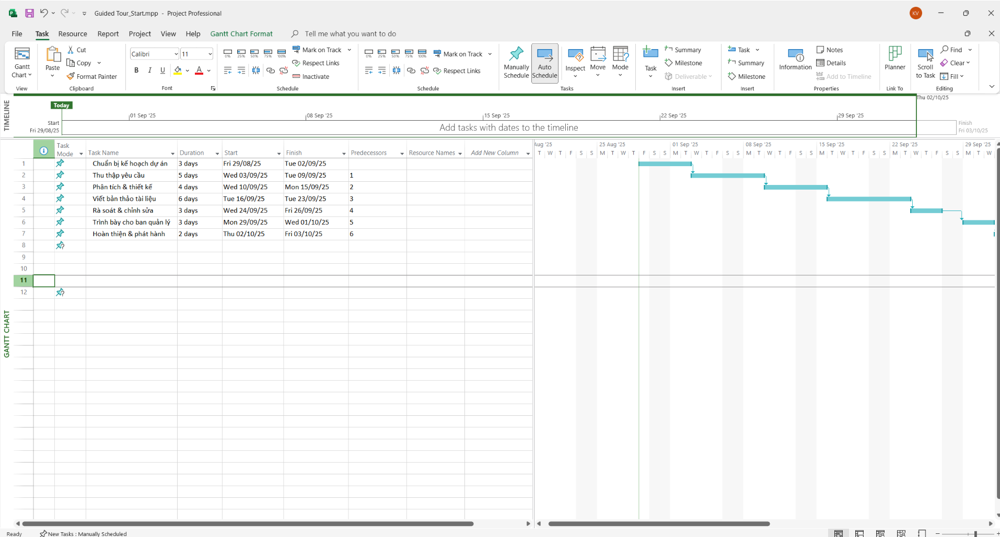 Guided Tour_Start.mpp - Project Professional
KV
File Task Resource Report Project View Help Gantt Chart Format Tell me what you want to do
Gantt Chart
View
Paste
Cut
Copy
Format Painter
Clipboard
Calibri 11
B I U A
Font
0% 25% 50% 75% 100%
Mark on Track
Respect Links
Inactivate
Schedule
0% 25% 50% 75% 100%
Mark on Track
Respect Links
Schedule
Manually Schedule
Auto Schedule
Inspect
Move
Mode
Tasks
Task
Summary
Milestone
Deliverable
Insert
Task
Summary
Milestone
Insert
Information
Notes
Details
Add to Timeline
Properties
Planner
Link To
Scroll to Task
Find
Clear
Fill
Editing
TIMELINE
Today
Thu 02/10/25
01 Sep '25 08 Sep '25 15 Sep '25 22 Sep '25 29 Sep '25
Start
Fri 29/08/25
Add tasks with dates to the timeline
Finish
Fri 03/10/25
GANTT CHART
Task Mode Task Name Duration Start Finish Predecessors Resource Names Add New Column
Aug '25 25 Aug '25 01 Sep '25 08 Sep '25 15 Sep '25 22 Sep '25 29 Sep '25
T W T F S S M T W T F S S M T W T F S S M T W T F S S M T W T F S S M T W T F S S M T W
1 Chuẩn bị kế hoạch dự án 3 days Fri 29/08/25 Tue 02/09/25
2 Thu thập yêu cầu 5 days Wed 03/09/25 Tue 09/09/25 1
3 Phân tích & thiết kế 4 days Wed 10/09/25 Mon 15/09/25 2
4 Viết bản thảo tài liệu 6 days Tue 16/09/25 Tue 23/09/25 3
5 Rà soát & chỉnh sửa 3 days Wed 24/09/25 Fri 26/09/25 4
6 Trình bày cho ban quản lý 3 days Mon 29/09/25 Wed 01/10/25 5
7 Hoàn thiện & phát hành 2 days Thu 02/10/25 Fri 03/10/25 6
8 ?
9
10
11
12 ?
Ready New Tasks : Manually Scheduled